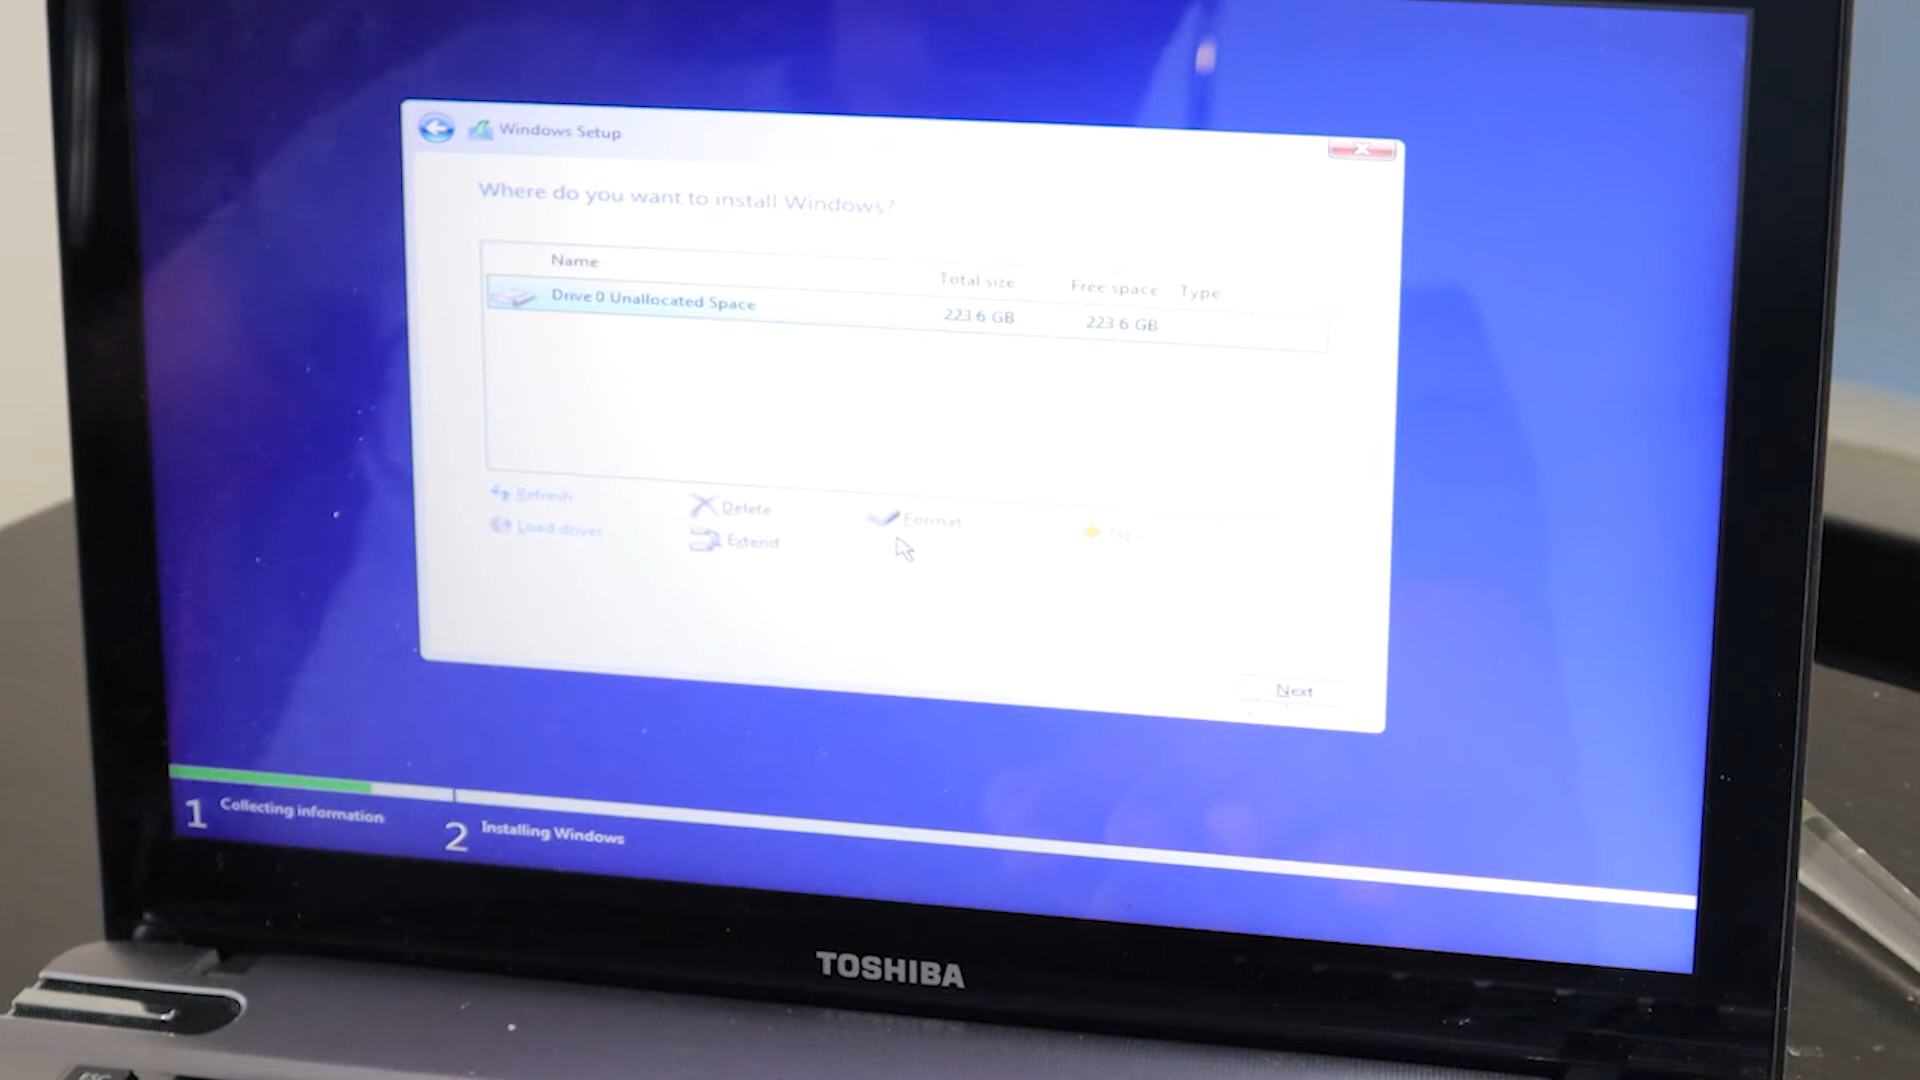 Windows Setup
Where do you want to install Windows?
Name Total size Free space Type
Drive 0 Unallocated Space 223.6 GB 223.6 GB
Refresh Delete Format
Load driver Extend
Next
1 Collecting information
2 Installing Windows
TOSHIBA
ESC